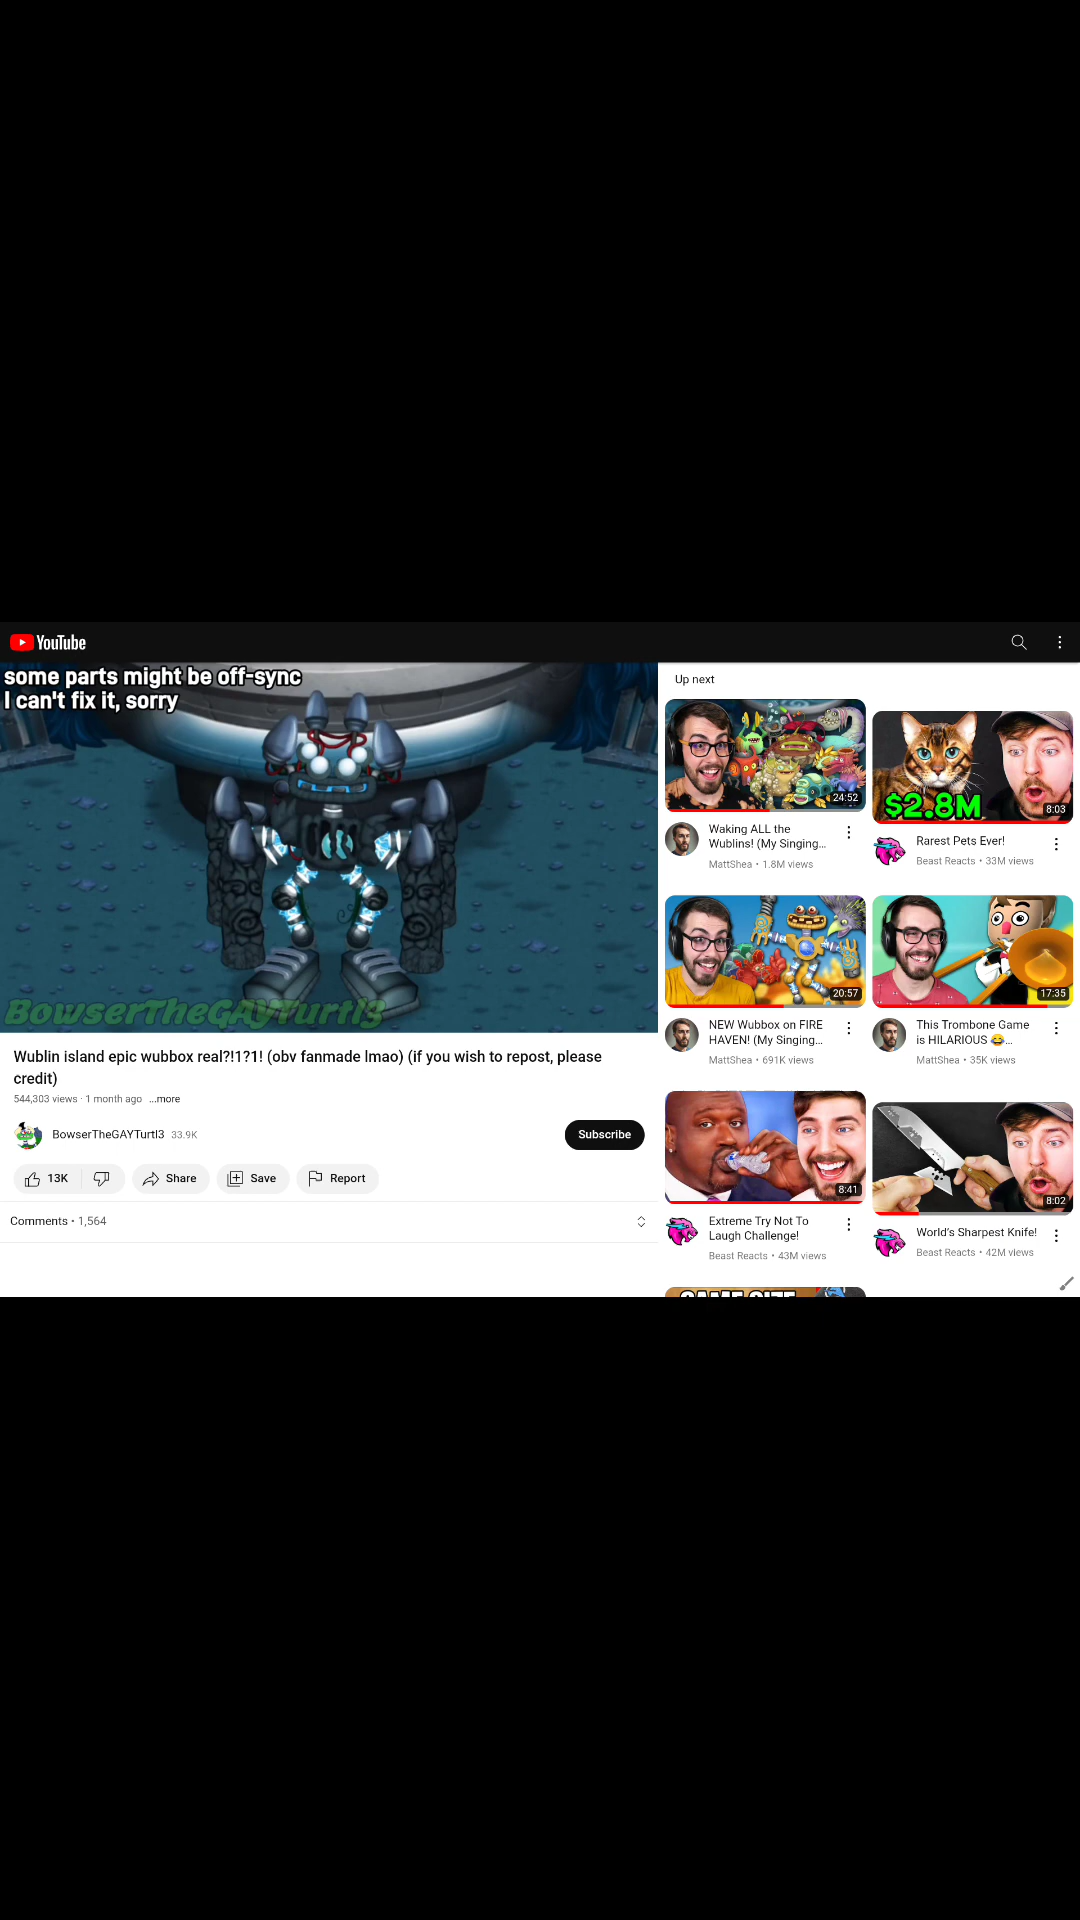 YouTube
some parts might be off-sync
I can't fix it, sorry
BowserTheGAYTurtl3
Wublin island epic wubbox real?!1?1! (obv fanmade lmao) (if you wish to repost, please
credit)
544,303 views · 1 month ago ...more
BowserTheGAYTurtl3 33.9K
Subscribe
13K
Share
Save
Report
Comments • 1,564
Up next
24:52
Waking ALL the
Wublins! (My Singing...
MattShea • 1.8M views
$2.8M
8:03
Rarest Pets Ever!
Beast Reacts • 33M views
20:57
NEW Wubbox on FIRE
HAVEN! (My Singing...
MattShea • 691K views
17:35
This Trombone Game
is HILARIOUS 😂...
MattShea • 35K views
8:41
Extreme Try Not To
Laugh Challenge!
Beast Reacts • 43M views
8:02
World's Sharpest Knife!
Beast Reacts • 42M views